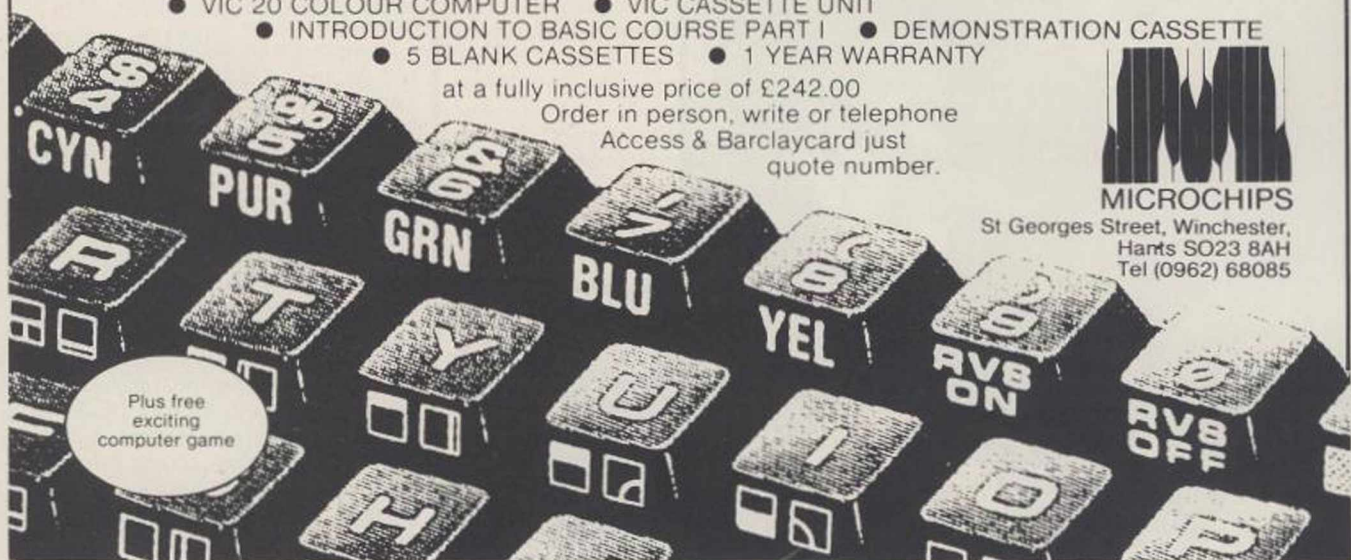 ● VIC 20 COLOUR COMPUTER ● VIC CASSETTE UNIT
● INTRODUCTION TO BASIC COURSE PART I ● DEMONSTRATION CASSETTE
● 5 BLANK CASSETTES ● 1 YEAR WARRANTY
at a fully inclusive price of £242.00
Order in person, write or telephone
Access & Barclaycard just
quote number.
MICROCHIPS
St Georges Street, Winchester,
Hants SO23 8AH
Tel (0962) 68085
$
4
CYN
%
5
PUR
&
6
GRN
'
7
BLU
(
8
YEL
)
9
RVS
ON
0
RVS
OFF
R
T
Y
U
I
O
P
H
Plus free
exciting
computer game